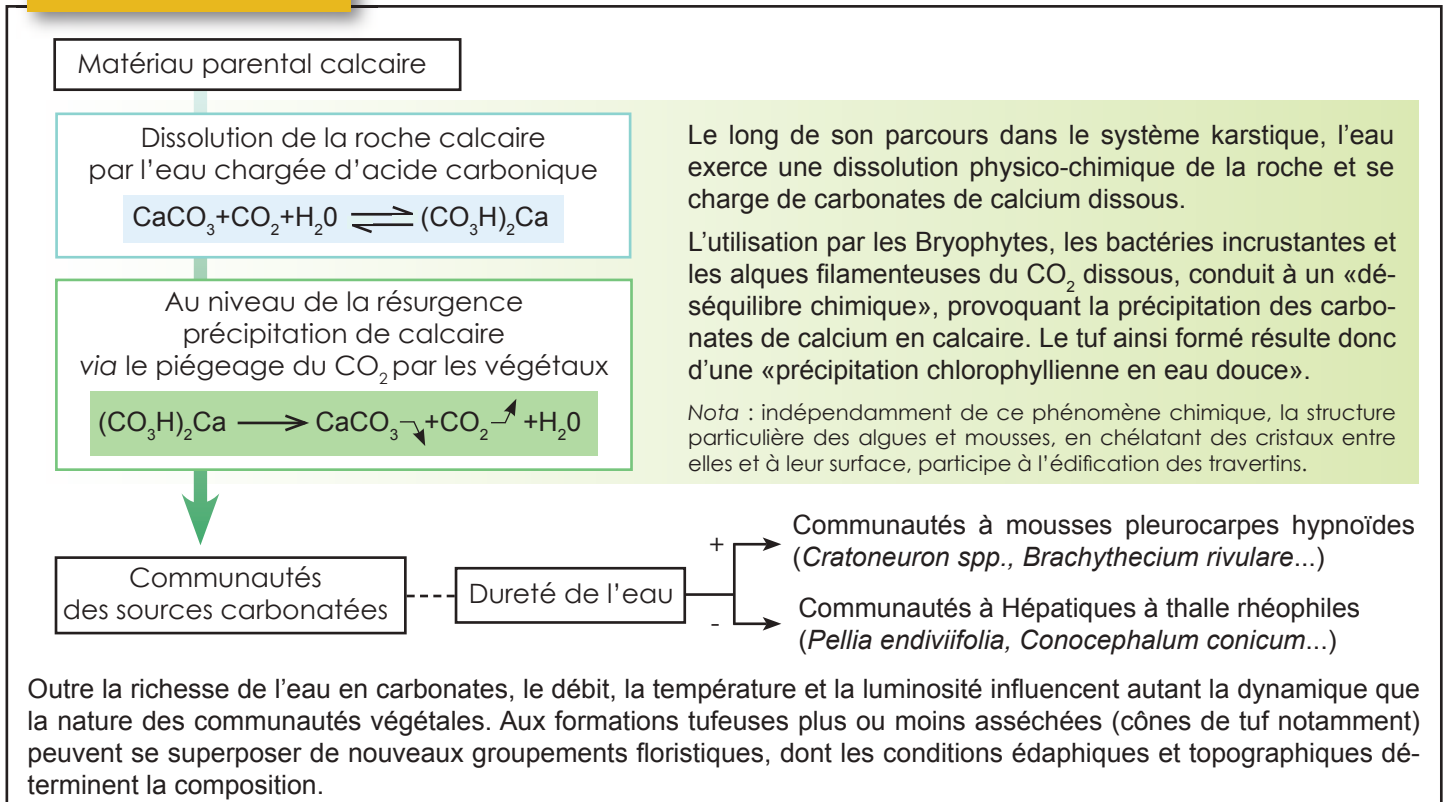 Matériau parental calcaire
Dissolution de la roche calcaire
par l'eau chargée d'acide carbonique
CaCO₃+CO₂+H₂0 ⇌ (CO₃H)₂Ca
Au niveau de la résurgence
précipitation de calcaire
via le piégeage du CO₂ par les végétaux
(CO₃H)₂Ca ⟶ CaCO₃↘+CO₂↗+H₂0
Le long de son parcours dans le système karstique, l'eau
exerce une dissolution physico-chimique de la roche et se
charge de carbonates de calcium dissous.
L'utilisation par les Bryophytes, les bactéries incrustantes et
les alques filamenteuses du CO₂ dissous, conduit à un «dé-
séquilibre chimique», provoquant la précipitation des carbo-
nates de calcium en calcaire. Le tuf ainsi formé résulte donc
d'une «précipitation chlorophyllienne en eau douce».
Nota : indépendamment de ce phénomène chimique, la structure
particulière des algues et mousses, en chélatant des cristaux entre
elles et à leur surface, participe à l'édification des travertins.
Communautés
des sources carbonatées
Dureté de l'eau
+
Communautés à mousses pleurocarpes hypnoïdes
(Cratoneuron spp., Brachythecium rivulare...)
-
Communautés à Hépatiques à thalle rhéophiles
(Pellia endiviifolia, Conocephalum conicum...)
Outre la richesse de l'eau en carbonates, le débit, la température et la luminosité influencent autant la dynamique que
la nature des communautés végétales. Aux formations tufeuses plus ou moins asséchées (cônes de tuf notamment)
peuvent se superposer de nouveaux groupements floristiques, dont les conditions édaphiques et topographiques dé-
terminent la composition.